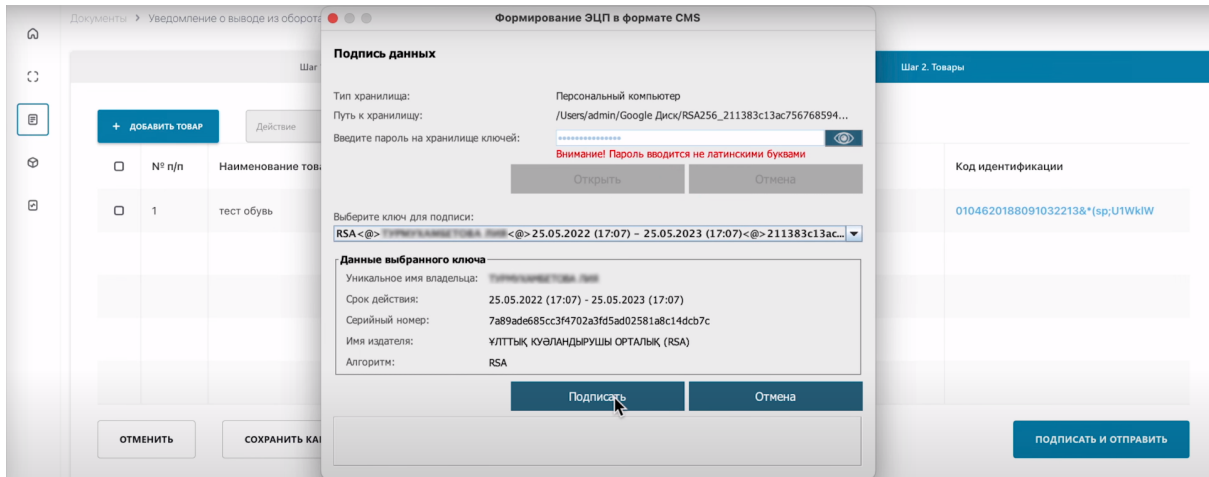 Документы > Уведомление о выводе из оборота
Формирование ЭЦП в формате CMS
Подпись данных
Шаг
Шаг 2. Товары
Тип хранилища: Персональный компьютер
Путь к хранилищу: /Users/admin/Google Диск/RSA256_211383c13ac756768594...
+ ДОБАВИТЬ ТОВАР
Действие
Введите пароль на хранилище ключей: ***************
Внимание! Пароль вводится не латинскими буквами
Открыть
Отмена
№ п/п
Наименование това
Код идентификации
1
тест обувь
0104620188091032213&*(sp;U1WklW
Выберите ключ для подписи:
RSA<@> <@>25.05.2022 (17:07) – 25.05.2023 (17:07)<@>211383c13ac...
Данные выбранного ключа
Уникальное имя владельца:
Срок действия: 25.05.2022 (17:07) - 25.05.2023 (17:07)
Серийный номер: 7a89ade685cc3f4702a3fd5ad02581a8c14dcb7c
Имя издателя: ҰЛТТЫҚ КУӘЛАНДЫРУШЫ ОРТАЛЫҚ (RSA)
Алгоритм: RSA
Подписать
Отмена
ОТМЕНИТЬ
СОХРАНИТЬ КА
ПОДПИСАТЬ И ОТПРАВИТЬ